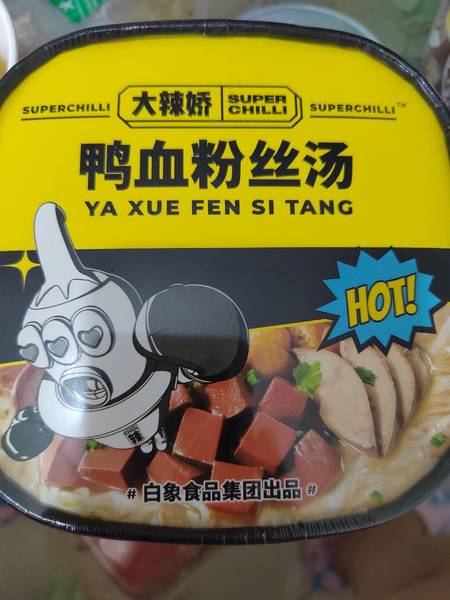 SUPERCHILLI 大辣娇 SUPER CHILLI SUPERCHILLI™
鸭血粉丝汤
YA XUE FEN SI TANG
HOT!
辣
# 白象食品集团出品 #